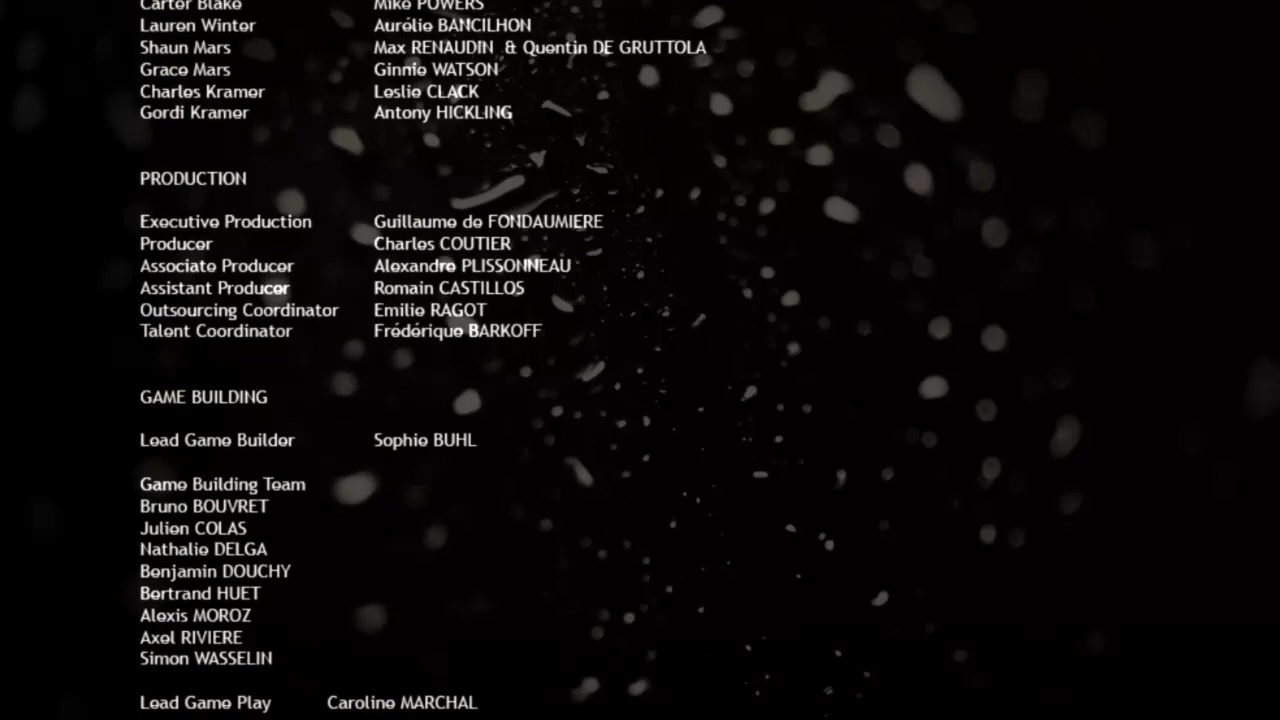 Carter Blake Mike POWERS
Lauren Winter Aurélie BANCILHON
Shaun Mars Max RENAUDIN & Quentin DE GRUTTOLA
Grace Mars Ginnie WATSON
Charles Kramer Leslie CLACK
Gordi Kramer Antony HICKLING
PRODUCTION
Executive Production Guillaume de FONDAUMIERE
Producer Charles COUTIER
Associate Producer Alexandre PLISSONNEAU
Assistant Producer Romain CASTILLOS
Outsourcing Coordinator Emilie RAGOT
Talent Coordinator Frédérique BARKOFF
GAME BUILDING
Lead Game Builder Sophie BUHL
Game Building Team
Bruno BOUVRET
Julien COLAS
Nathalie DELGA
Benjamin DOUCHY
Bertrand HUET
Alexis MOROZ
Axel RIVIERE
Simon WASSELIN
Lead Game Play Caroline MARCHAL